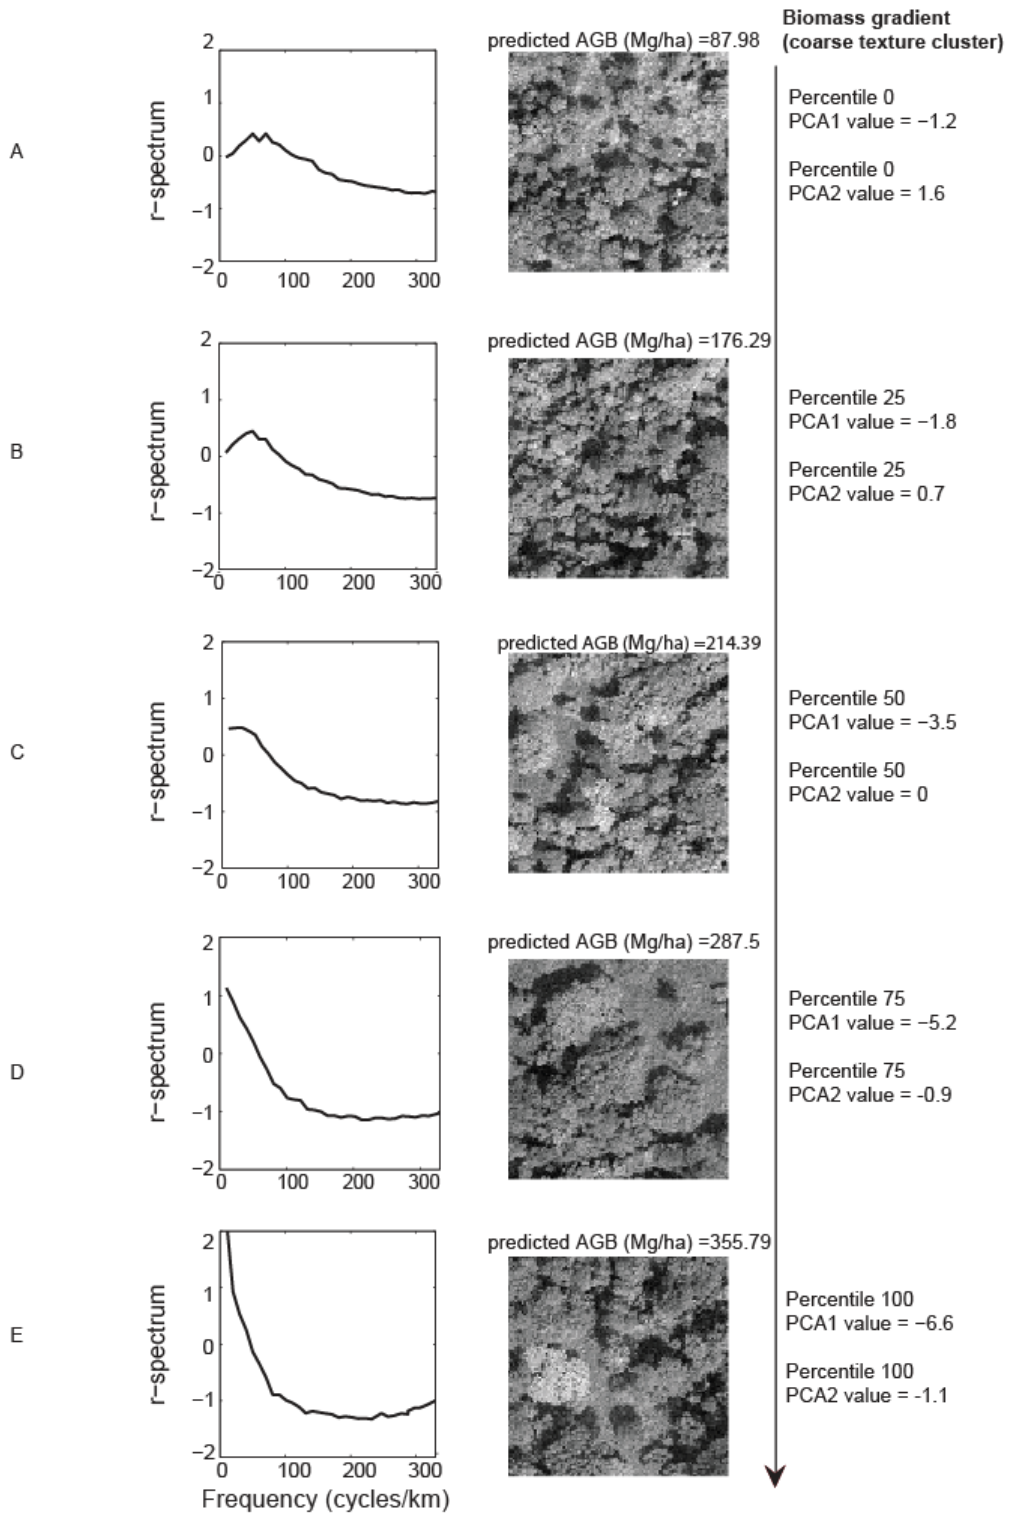 Biomass gradient
(coarse texture cluster)
A
2
1
0
−1
−2
r−spectrum
0 100 200 300
predicted AGB (Mg/ha) =87.98
Percentile 0
PCA1 value = −1.2
Percentile 0
PCA2 value = 1.6
B
2
1
0
−1
−2
r−spectrum
0 100 200 300
predicted AGB (Mg/ha) =176.29
Percentile 25
PCA1 value = −1.8
Percentile 25
PCA2 value = 0.7
C
2
1
0
−1
−2
r−spectrum
0 100 200 300
predicted AGB (Mg/ha) =214.39
Percentile 50
PCA1 value = −3.5
Percentile 50
PCA2 value = 0
D
2
1
0
−1
−2
r−spectrum
0 100 200 300
predicted AGB (Mg/ha) =287.5
Percentile 75
PCA1 value = −5.2
Percentile 75
PCA2 value = -0.9
E
2
1
0
−1
−2
r−spectrum
0 100 200 300
Frequency (cycles/km)
predicted AGB (Mg/ha) =355.79
Percentile 100
PCA1 value = −6.6
Percentile 100
PCA2 value = -1.1